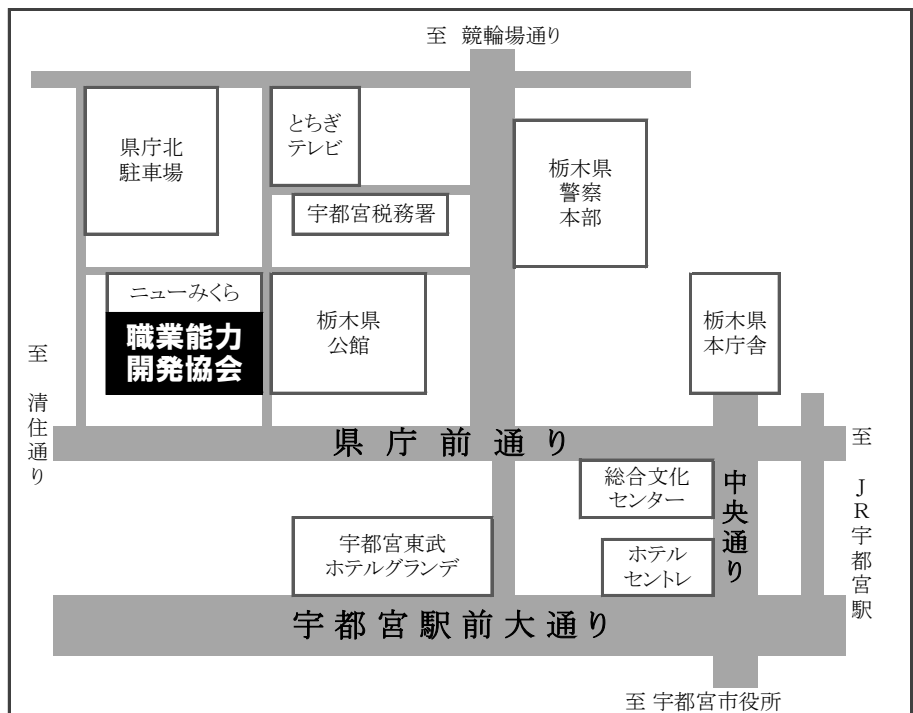 至 競輪場通り
県庁北
駐車場
とちぎ
テレビ
栃木県
警察
本部
宇都宮税務署
ニューみくら
職業能力
開発協会
栃木県
公館
栃木県
本庁舎
至 清住通り
県庁前通り
至 JR宇都宮駅
総合文化
センター
中央通り
宇都宮東武
ホテルグランデ
ホテル
セントレ
宇都宮駅前大通り
至 宇都宮市役所